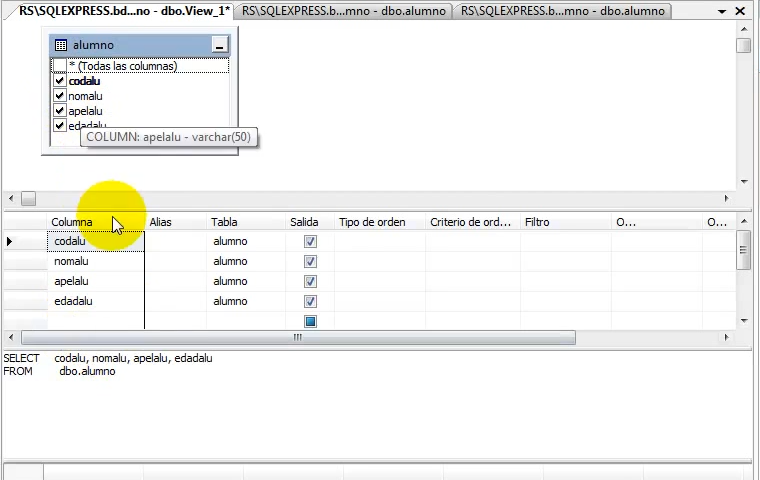 RS\SQLEXPRESS.bd...no - dbo.View_1* RS\SQLEXPRESS.b...mno - dbo.alumno RS\SQLEXPRESS.b...mno - dbo.alumno
alumno
* (Todas las columnas)
codalu
nomalu
apelalu
edadalu
COLUMN: apelalu - varchar(50)
Columna Alias Tabla Salida Tipo de orden Criterio de ord... Filtro O... O...
codalu alumno
nomalu alumno
apelalu alumno
edadalu alumno
SELECT codalu, nomalu, apelalu, edadalu
FROM dbo.alumno